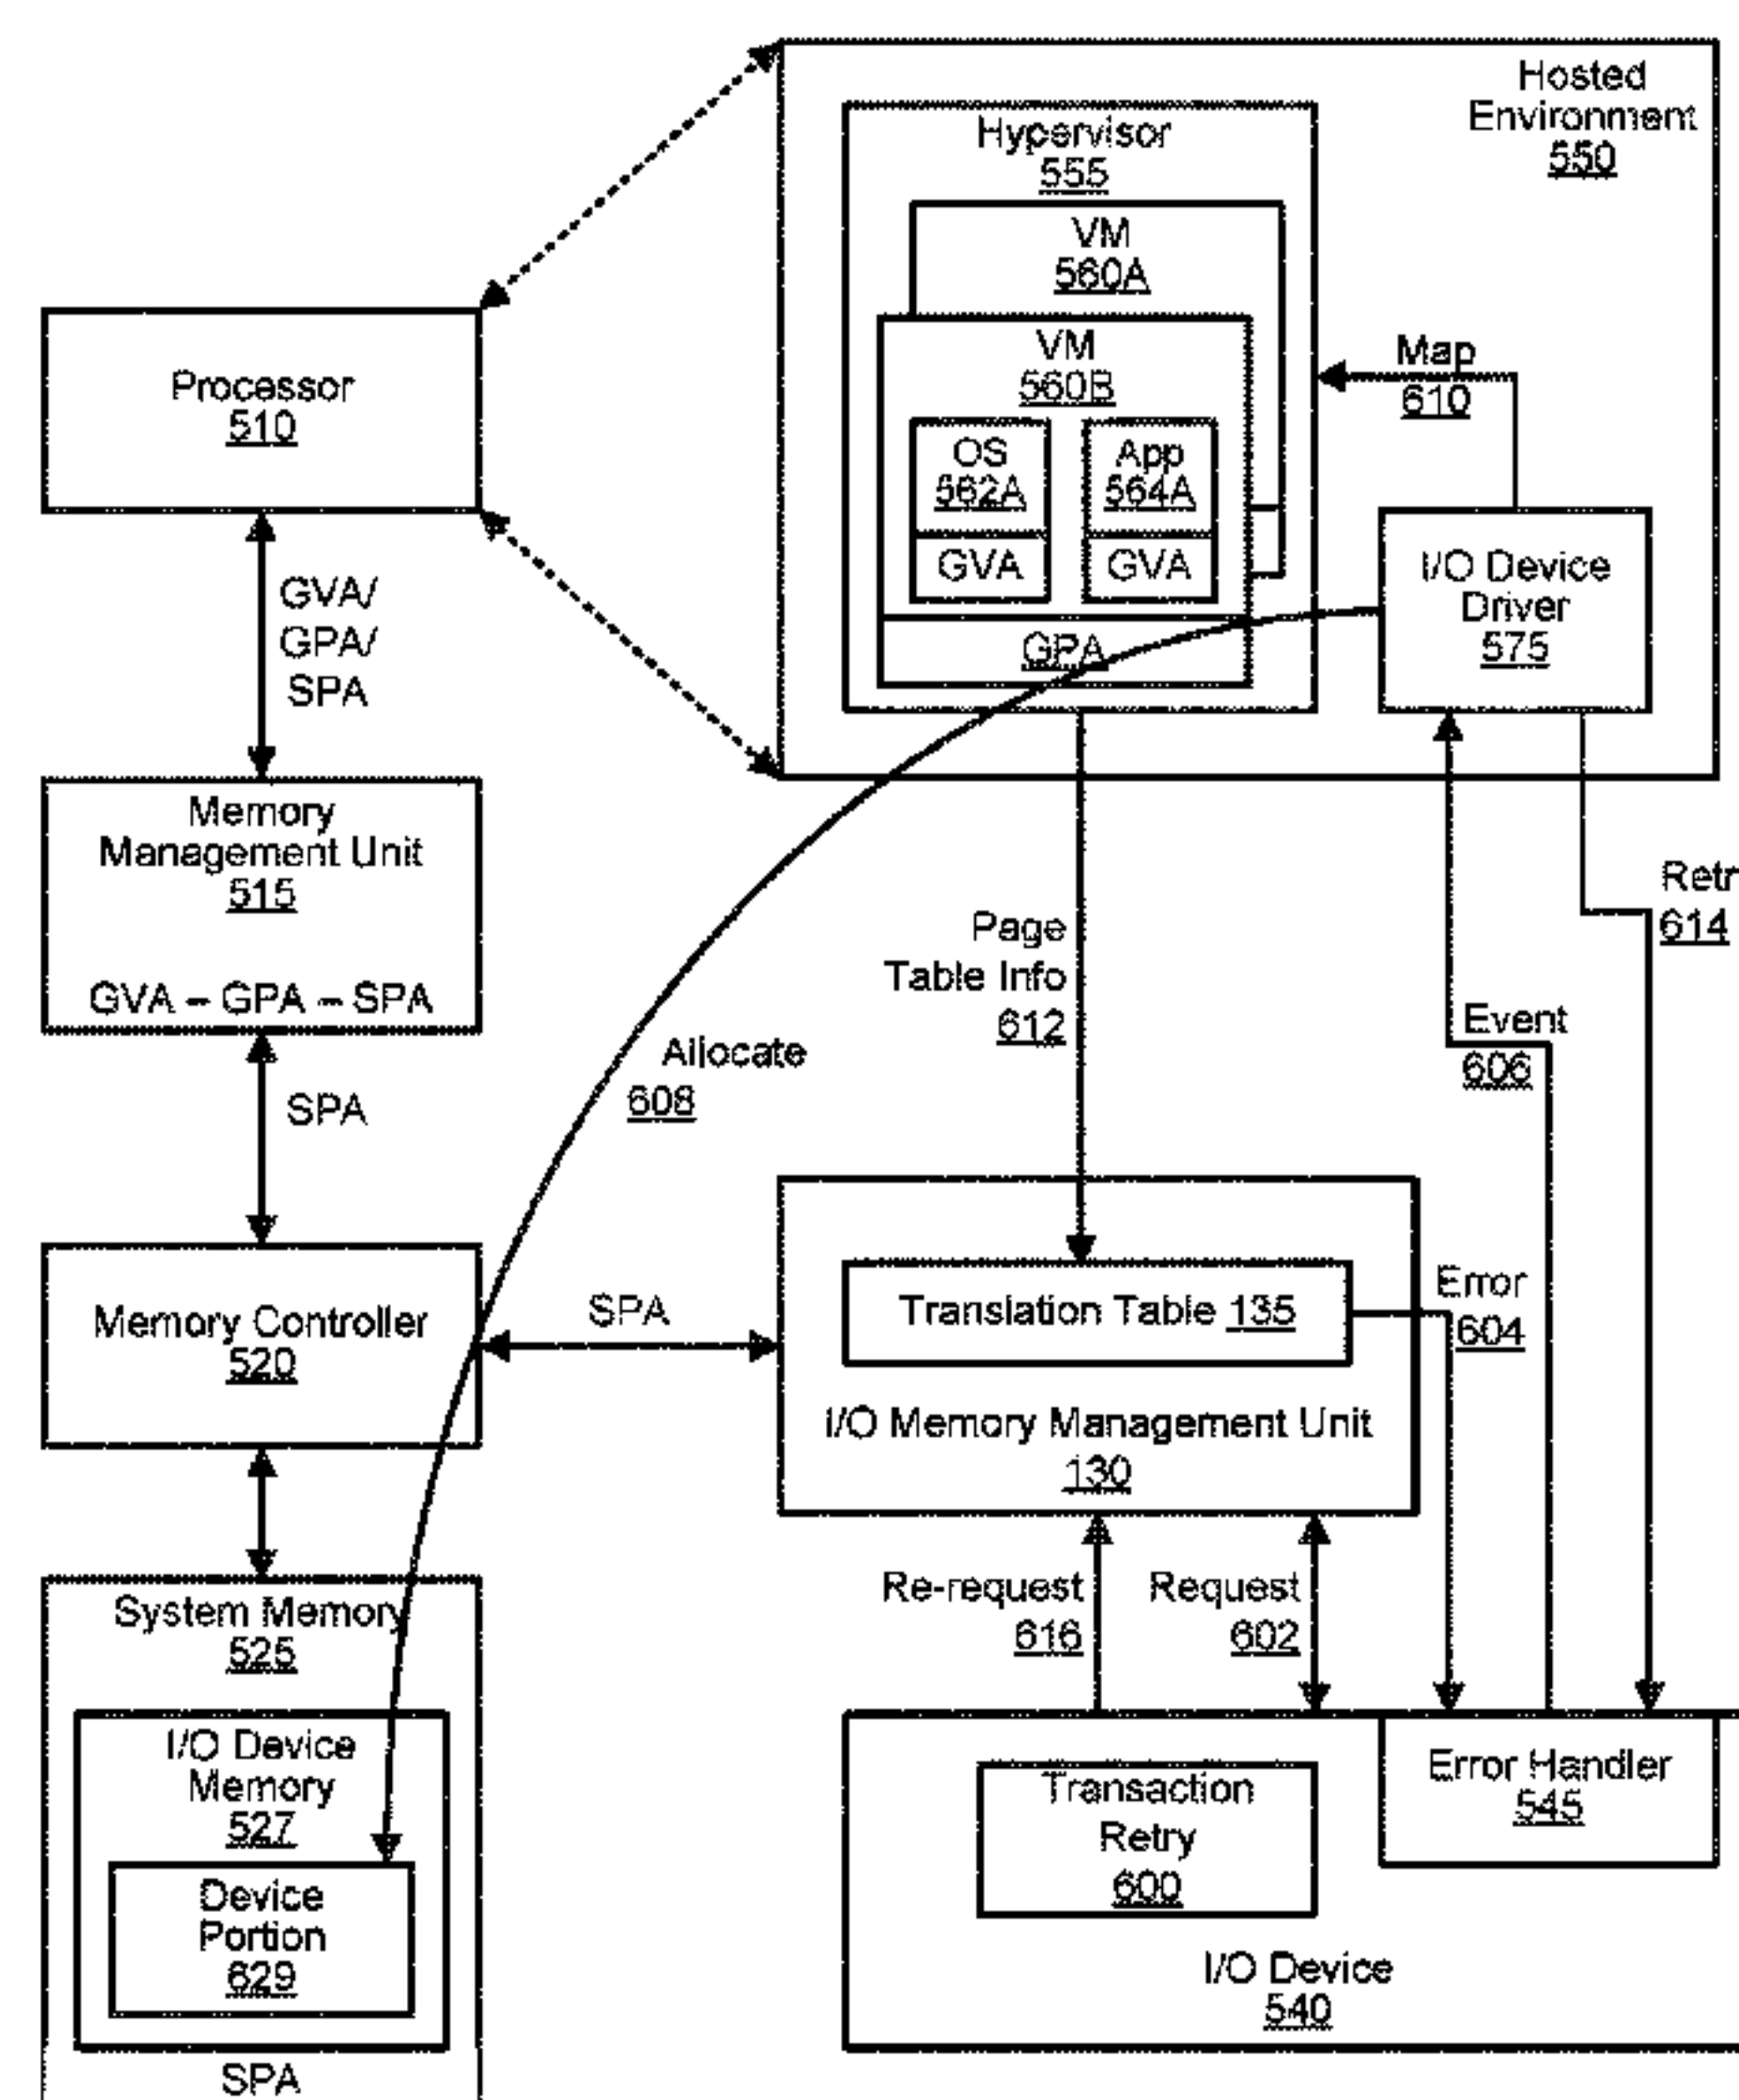 Hosted
Environment
550
Hypervisor
555
VM
560A
VM
560B
OS
562A
App
564A
GVA
GVA
GPA
Map
610
I/O Device
Driver
575
Processor
510
GVA/
GPA/
SPA
Memory
Management Unit
515
GVA – GPA – SPA
SPA
Allocate
608
Page
Table Info
612
Retr
614
Event
606
Memory Controller
520
SPA
Translation Table 135
I/O Memory Management Unit
130
Error
604
Re-request
616
Request
602
System Memory
525
I/O Device
Memory
527
Device
Portion
629
SPA
Transaction
Retry
600
Error Handler
545
I/O Device
540